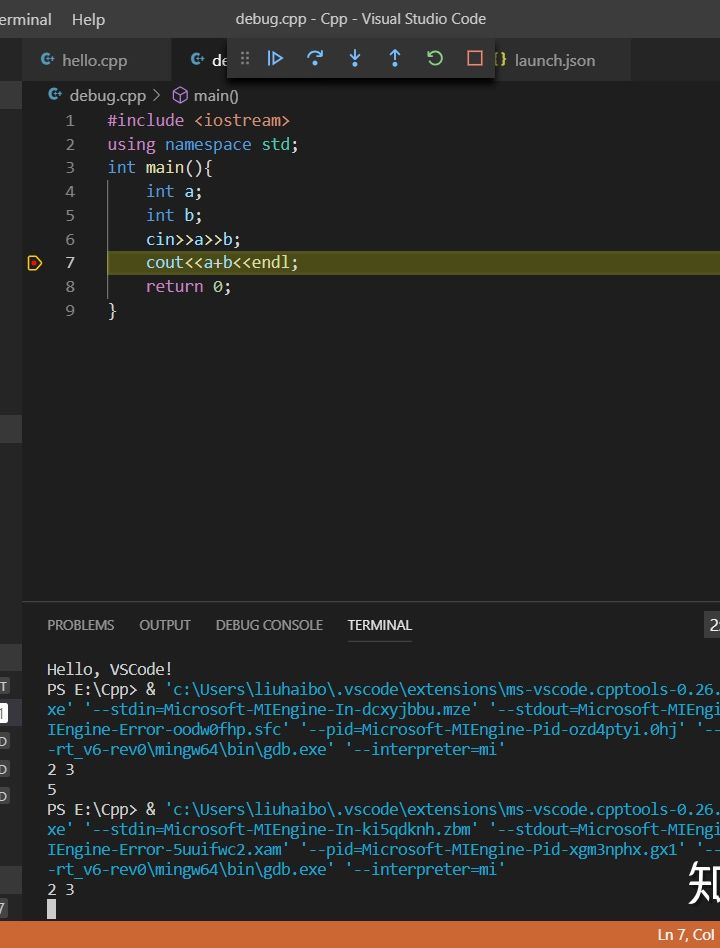 erminal Help debug.cpp - Cpp - Visual Studio Code
hello.cpp de launch.json
debug.cpp > main()
1 #include <iostream>
2 using namespace std;
3 int main(){
4 int a;
5 int b;
6 cin>>a>>b;
7 cout<<a+b<<endl;
8 return 0;
9 }
PROBLEMS OUTPUT DEBUG CONSOLE TERMINAL 2:
Hello, VSCode!
PS E:\Cpp> & 'c:\Users\liuhaibo\.vscode\extensions\ms-vscode.cpptools-0.26.
xe' '--stdin=Microsoft-MIEngine-In-dcxyjbbu.mze' '--stdout=Microsoft-MIEngi
IEngine-Error-oodw0fhp.sfc' '--pid=Microsoft-MIEngine-Pid-ozd4ptyi.0hj' '--
-rt_v6-rev0\mingw64\bin\gdb.exe' '--interpreter=mi'
2 3
5
PS E:\Cpp> & 'c:\Users\liuhaibo\.vscode\extensions\ms-vscode.cpptools-0.26.
xe' '--stdin=Microsoft-MIEngine-In-ki5qdknh.zbm' '--stdout=Microsoft-MIEngi
IEngine-Error-5uuifwc2.xam' '--pid=Microsoft-MIEngine-Pid-xgm3nphx.gx1' '--
-rt_v6-rev0\mingw64\bin\gdb.exe' '--interpreter=mi'
2 3
知
Ln 7, Col